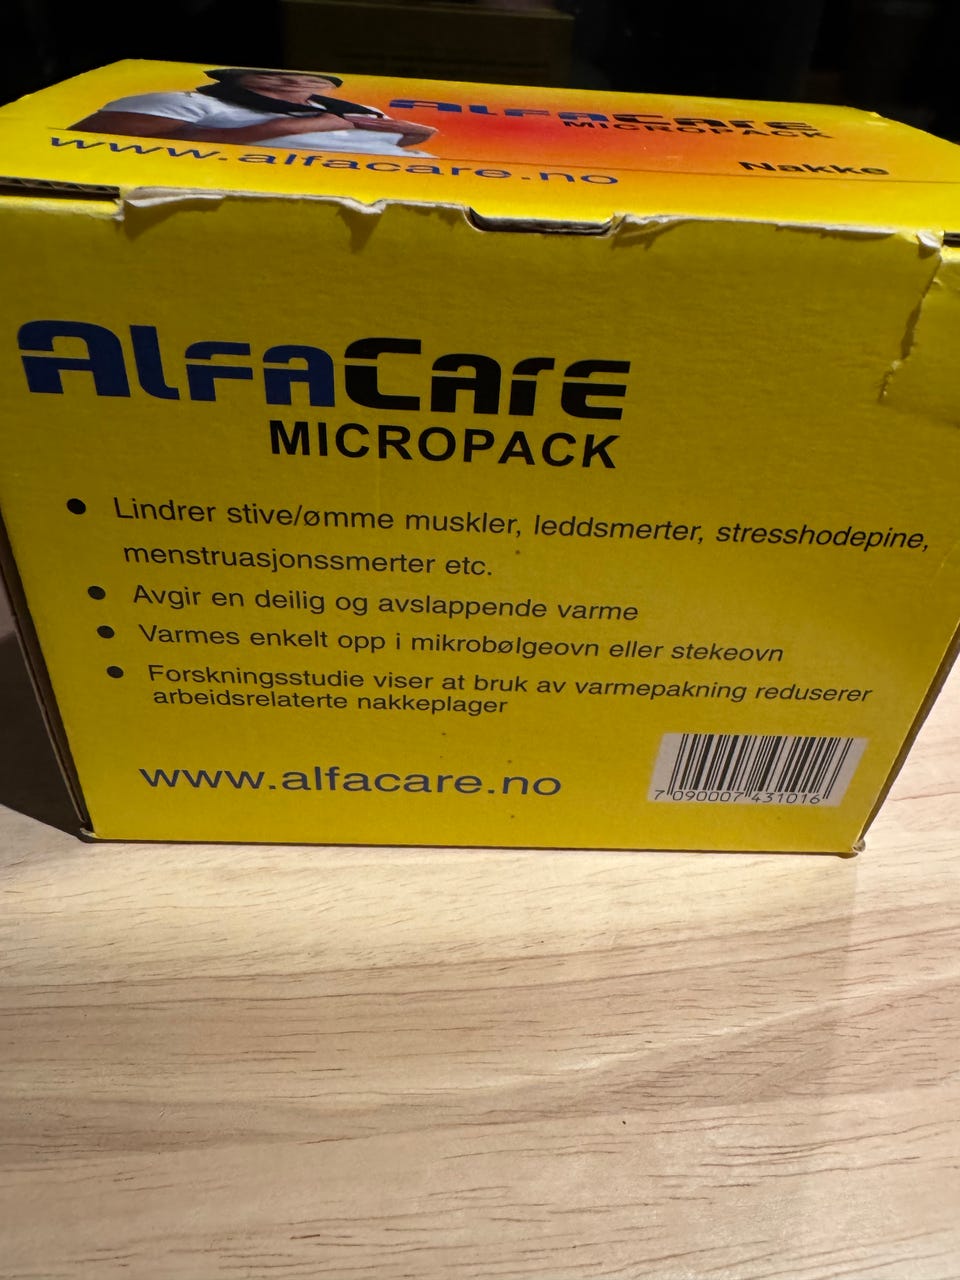 ALFACARE
MICROPACK
www.alfacare.no
Nakke
ALFACARE
MICROPACK
• Lindrer stive/ømme muskler, leddsmerter, stresshodepine,
menstruasjonssmerter etc.
• Avgir en deilig og avslappende varme
• Varmes enkelt opp i mikrobølgeovn eller stekeovn
• Forskningsstudie viser at bruk av varmepakning reduserer
arbeidsrelaterte nakkeplager
www.alfacare.no
7 090007 431016